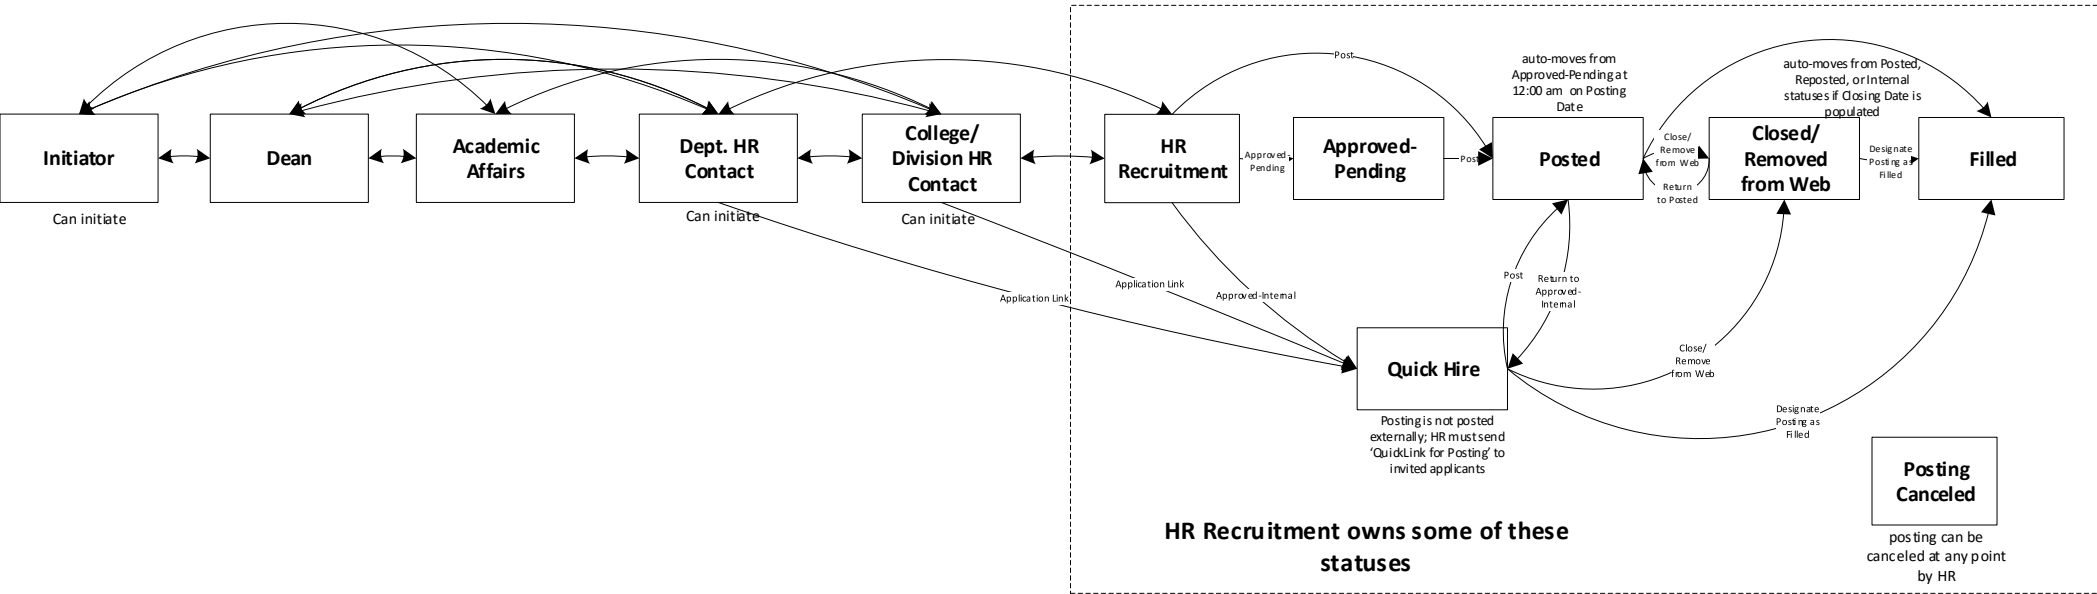 Initiator
Can initiate
Dean
Academic
Affairs
Dept. HR
Contact
Can initiate
College/
Division HR
Contact
Can initiate
HR
Recruitment
Post
Approved-
Pending
Approved-
Pending
Post
auto-moves from
Approved-Pending at
12:00 am on Posting
Date
Posted
Close/
Remove
from Web
Return
to Posted
auto-moves from Posted,
Reposted, or Internal
statuses if Closing Date is
populated
Closed/
Removed
from Web
Designate
Posting as
Filled
Filled
Application Link
Application Link
Approved-Internal
Post
Return to
Approved-
Internal
Quick Hire
Posting is not posted
externally; HR must send
‘QuickLink for Posting’ to
invited applicants
Close/
Remove
from Web
Designate
Posting as
Filled
Posting
Canceled
posting can be
canceled at any point
by HR
HR Recruitment owns some of these
statuses